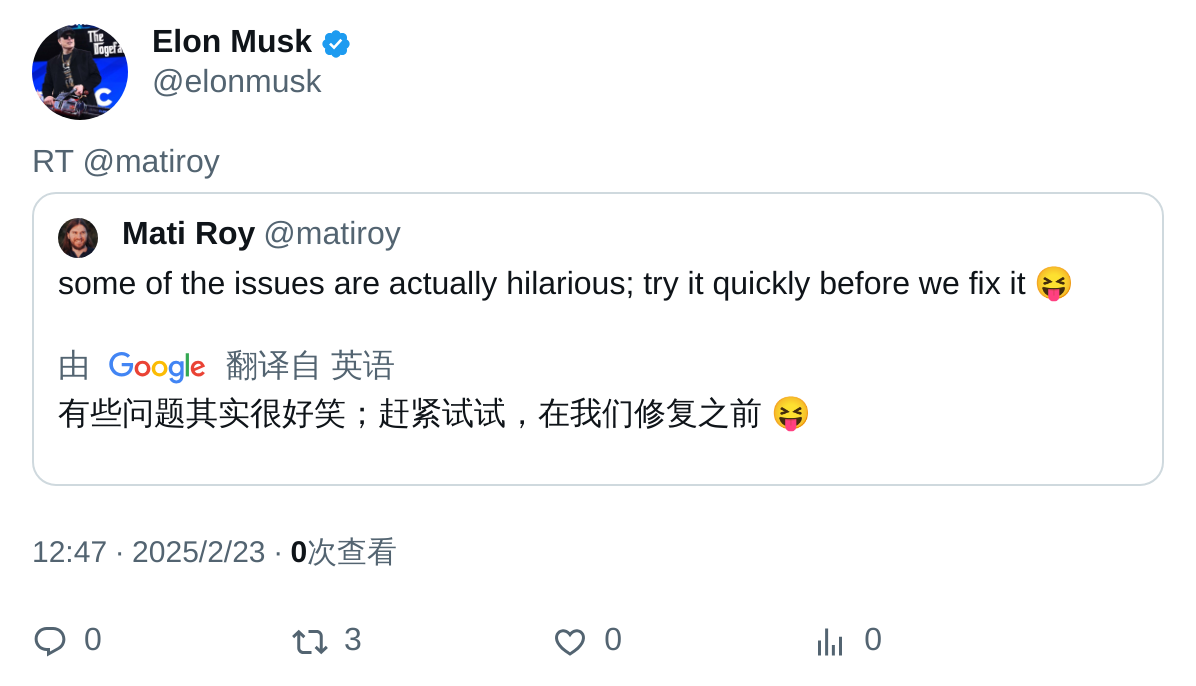 The
Dogefa
C
Elon Musk
@elonmusk
RT @matiroy
Mati Roy @matiroy
some of the issues are actually hilarious; try it quickly before we fix it 😝
由 Google 翻译自 英语
有些问题其实很好笑；赶紧试试，在我们修复之前 😝
12:47 · 2025/2/23 · 0次查看
0 3 0 0